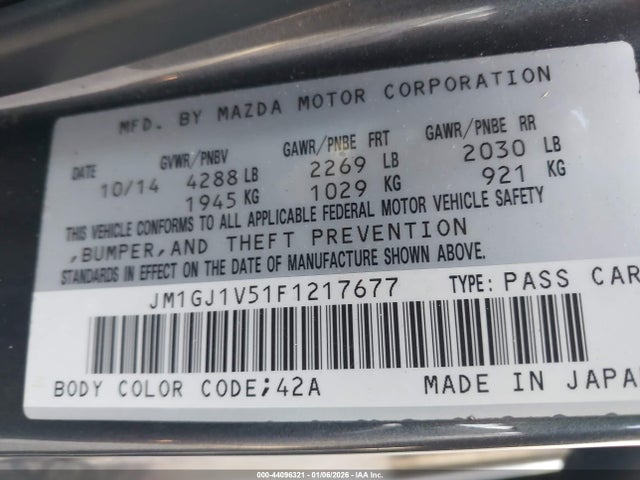 MFD. BY MAZDA MOTOR CORPORATION
DATE GVWR/PNBV GAWR/PNBE FRT GAWR/PNBE RR
10/14 4288 LB 2269 LB 2030 LB
1945 KG 1029 KG 921 KG
THIS VEHICLE CONFORMS TO ALL APPLICABLE FEDERAL MOTOR VEHICLE SAFETY
,BUMPER,AND THEFT PREVENTION
STANDARDS IN EFFECT ON THE DATE OF MANUFACTURE SHOWN ABOVE.
JM1GJ1V51F1217677 TYPE: PASS CAR
BODY COLOR CODE;42A MADE IN JAPA
000-44096321 - 01/06/2026 - IAAI, Inc.